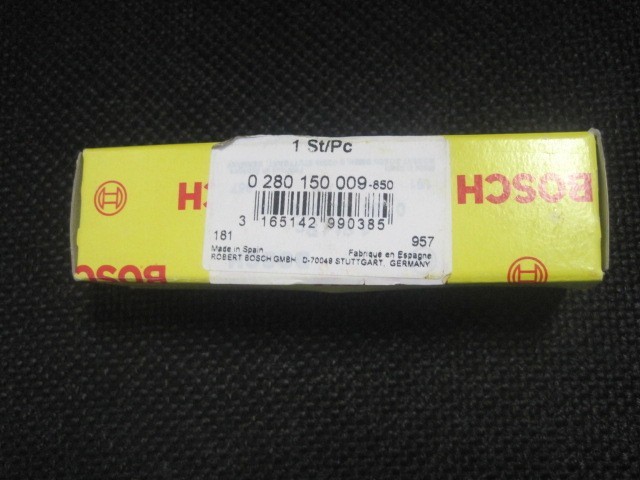 1 St/Pc
0 280 150 009-850
3 165142 990385
181 957
Made in Spain Fabriqué en Espagne
ROBERT BOSCH GMBH, D-70049 STUTTGART, GERMANY
BOSCH
BOSCH